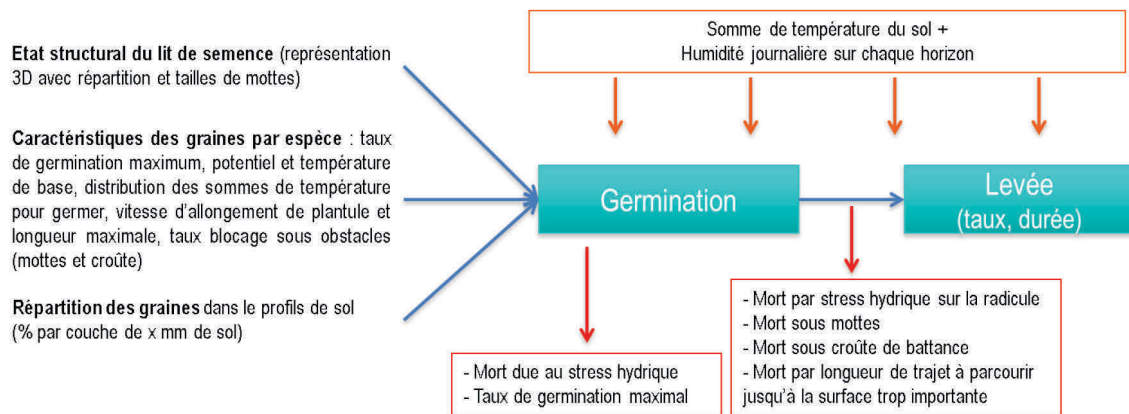 Etat structural du lit de semence (représentation
3D avec répartition et tailles de mottes)
Caractéristiques des graines par espèce : taux
de germination maximum, potentiel et température
de base, distribution des sommes de température
pour germer, vitesse d'allongement de plantule et
longueur maximale, taux blocage sous obstacles
(mottes et croûte)
Répartition des graines dans le profils de sol
(% par couche de x mm de sol)
Somme de température du sol +
Humidité journalière sur chaque horizon
Germination
Levée
(taux, durée)
- Mort due au stress hydrique
- Taux de germination maximal
- Mort par stress hydrique sur la radicule
- Mort sous mottes
- Mort sous croûte de battance
- Mort par longueur de trajet à parcourir
jusqu'à la surface trop importante